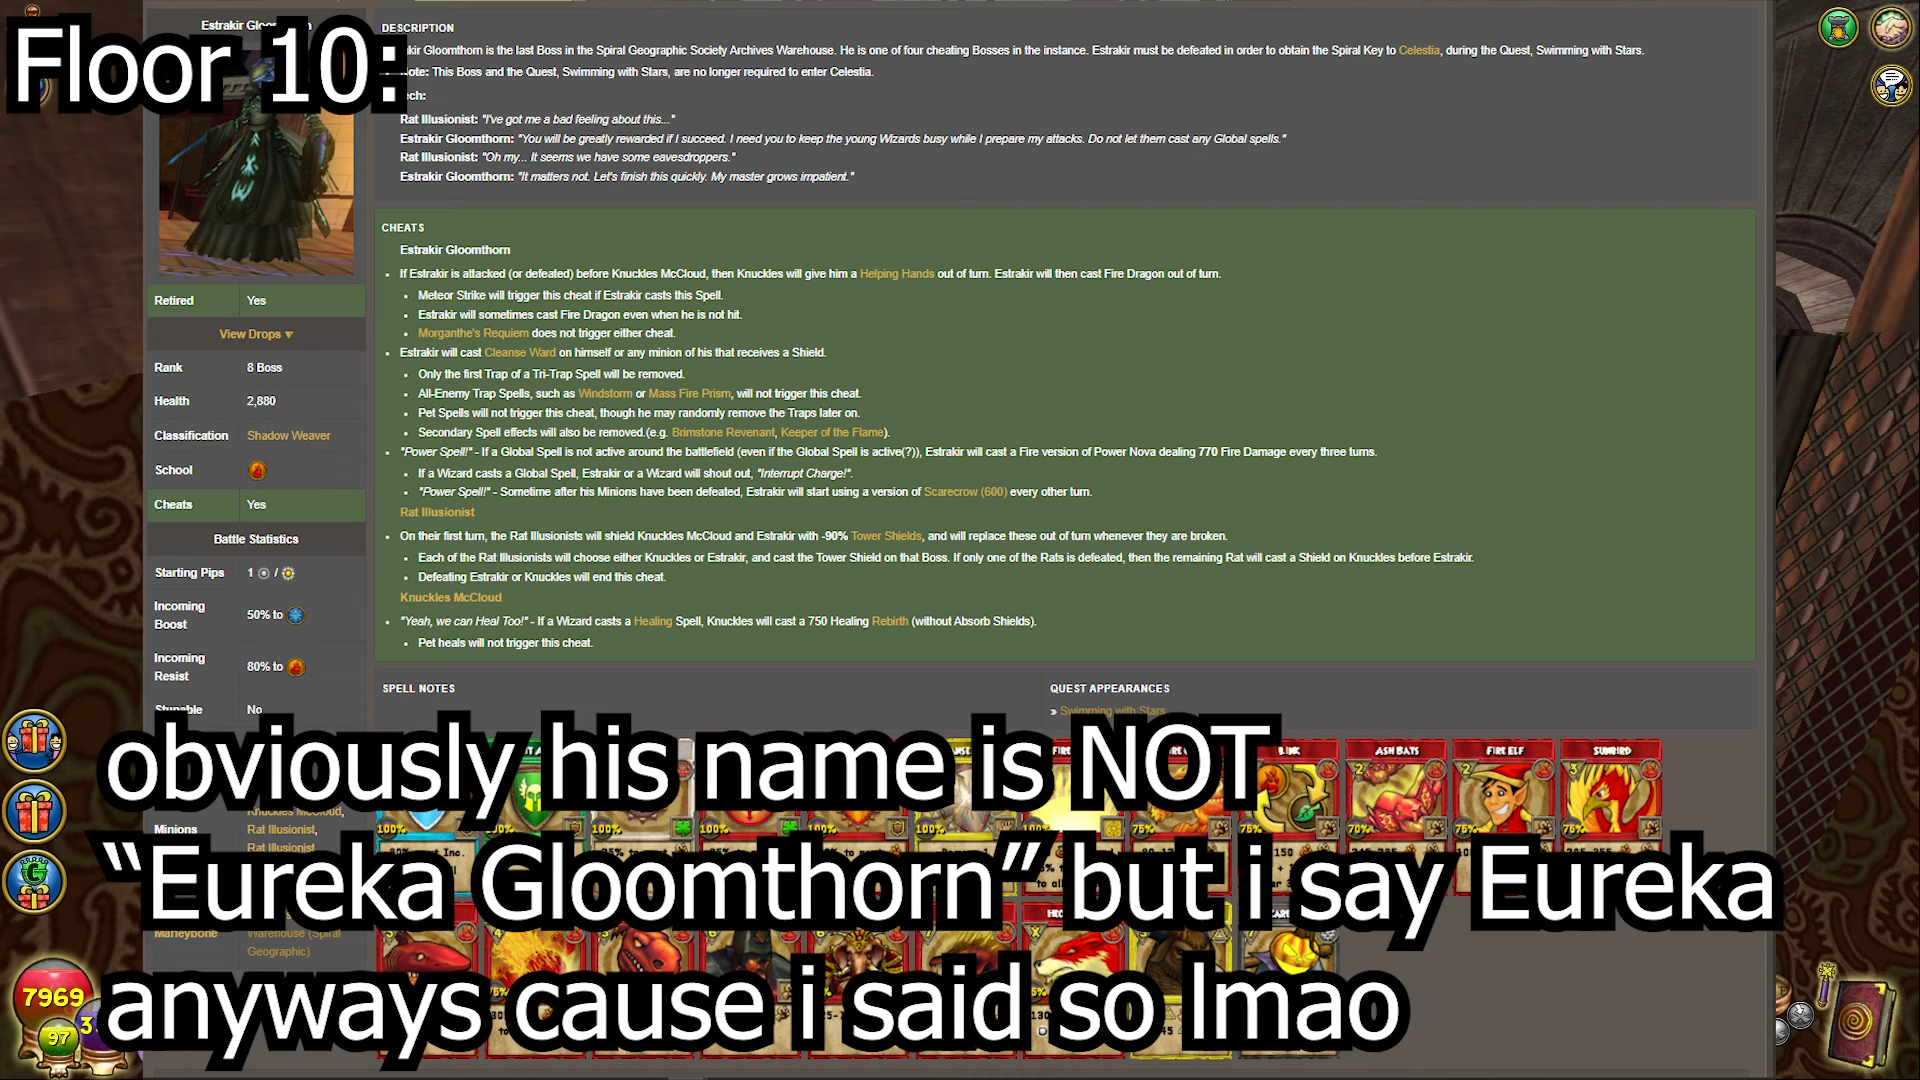 Floor 10:
DESCRIPTION
kir Gloomthorn is the last Boss in the Spiral Geographic Society Archives Warehouse. He is one of four cheating Bosses in the instance. Estrakir must be defeated in order to obtain the Spiral Key to Celestia, during the Quest, Swimming with Stars.
Note: This Boss and the Quest, Swimming with Stars, are no longer required to enter Celestia.
ech:
Rat Illusionist: "I've got me a bad feeling about this..."
Estrakir Gloomthorn: "You will be greatly rewarded if I succeed. I need you to keep the young Wizards busy while I prepare my attacks. Do not let them cast any Global spells."
Rat Illusionist: "Oh my... It seems we have some eavesdroppers."
Estrakir Gloomthorn: "It matters not. Let's finish this quickly. My master grows impatient."
CHEATS
Estrakir Gloomthorn
• If Estrakir is attacked (or defeated) before Knuckles McCloud, then Knuckles will give him a Helping Hands out of turn. Estrakir will then cast Fire Dragon out of turn.
• Meteor Strike will trigger this cheat if Estrakir casts this Spell.
• Estrakir will sometimes cast Fire Dragon even when he is not hit.
• Morganthe's Requiem does not trigger either cheat.
• Estrakir will cast Cleanse Ward on himself or any minion of his that receives a Shield.
• Only the first Trap of a Tri-Trap Spell will be removed.
• All-Enemy Trap Spells, such as Windstorm or Mass Fire Prism, will not trigger this cheat.
• Pet Spells will not trigger this cheat, though he may randomly remove the Traps later on.
• Secondary Spell effects will also be removed.(e.g. Brimstone Revenant, Keeper of the Flame).
• "Power Spell!" - If a Global Spell is not active around the battlefield (even if the Global Spell is active(?)), Estrakir will cast a Fire version of Power Nova dealing 770 Fire Damage every three turns.
• If a Wizard casts a Global Spell, Estrakir or a Wizard will shout out, "Interrupt Charge!".
• "Power Spell!" - Sometime after his Minions have been defeated, Estrakir will start using a version of Scarecrow (600) every other turn.
Rat Illusionist
• On their first turn, the Rat Illusionists will shield Knuckles McCloud and Estrakir with -90% Tower Shields, and will replace these out of turn whenever they are broken.
• Each of the Rat Illusionists will choose either Knuckles or Estrakir, and cast the Tower Shield on that Boss. If only one of the Rats is defeated, then the remaining Rat will cast a Shield on Knuckles before Estrakir.
• Defeating Estrakir or Knuckles will end this cheat.
Knuckles McCloud
• "Yeah, we can Heal Too!" - If a Wizard casts a Healing Spell, Knuckles will cast a 750 Healing Rebirth (without Absorb Shields).
• Pet heals will not trigger this cheat.
Retired Yes
View Drops
Rank 8 Boss
Health 2,880
Classification Shadow Weaver
School
Cheats Yes
Battle Statistics
Starting Pips 1 /
Incoming Boost 50% to
Incoming Resist 80% to
Stunable No
Minions
Knuckles McCloud,
Rat Illusionist,
Rat Illusionist
Marleybone
Warehouse (Spiral
Geographic)
SPELL NOTES
QUEST APPEARANCES
» Swimming with Stars
ASH BATS
FIRE ELF
SUNBIRD
obviously his name is NOT
“Eureka Gloomthorn” but i say Eureka
anyways cause i said so lmao
7969
97